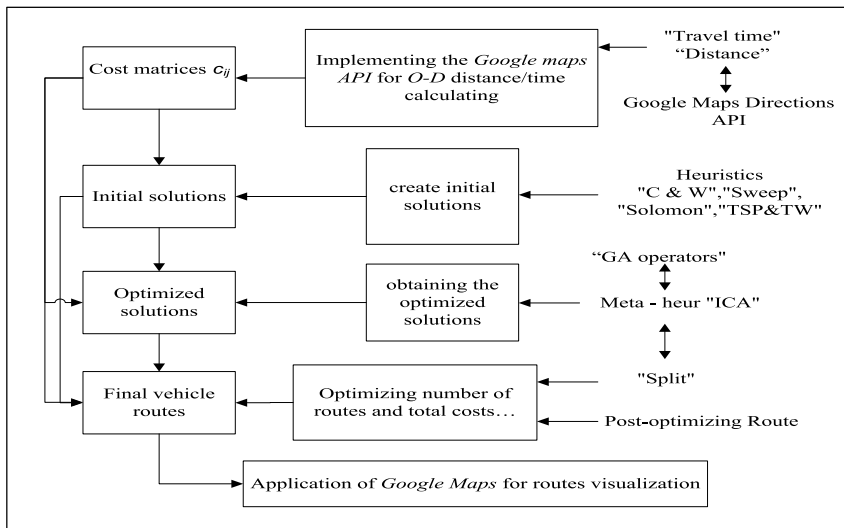 Cost matrices cij
Implementing the Google maps
API for O-D distance/time
calculating
"Travel time"
“Distance”
Google Maps Directions
API
Initial solutions
create initial
solutions
Heuristics
"C & W","Sweep",
"Solomon","TSP&TW"
Optimized
solutions
obtaining the
optimized
solutions
“GA operators"
Meta - heur "ICA"
Final vehicle
routes
Optimizing number of
routes and total costs…
"Split"
Post-optimizing Route
Application of Google Maps for routes visualization